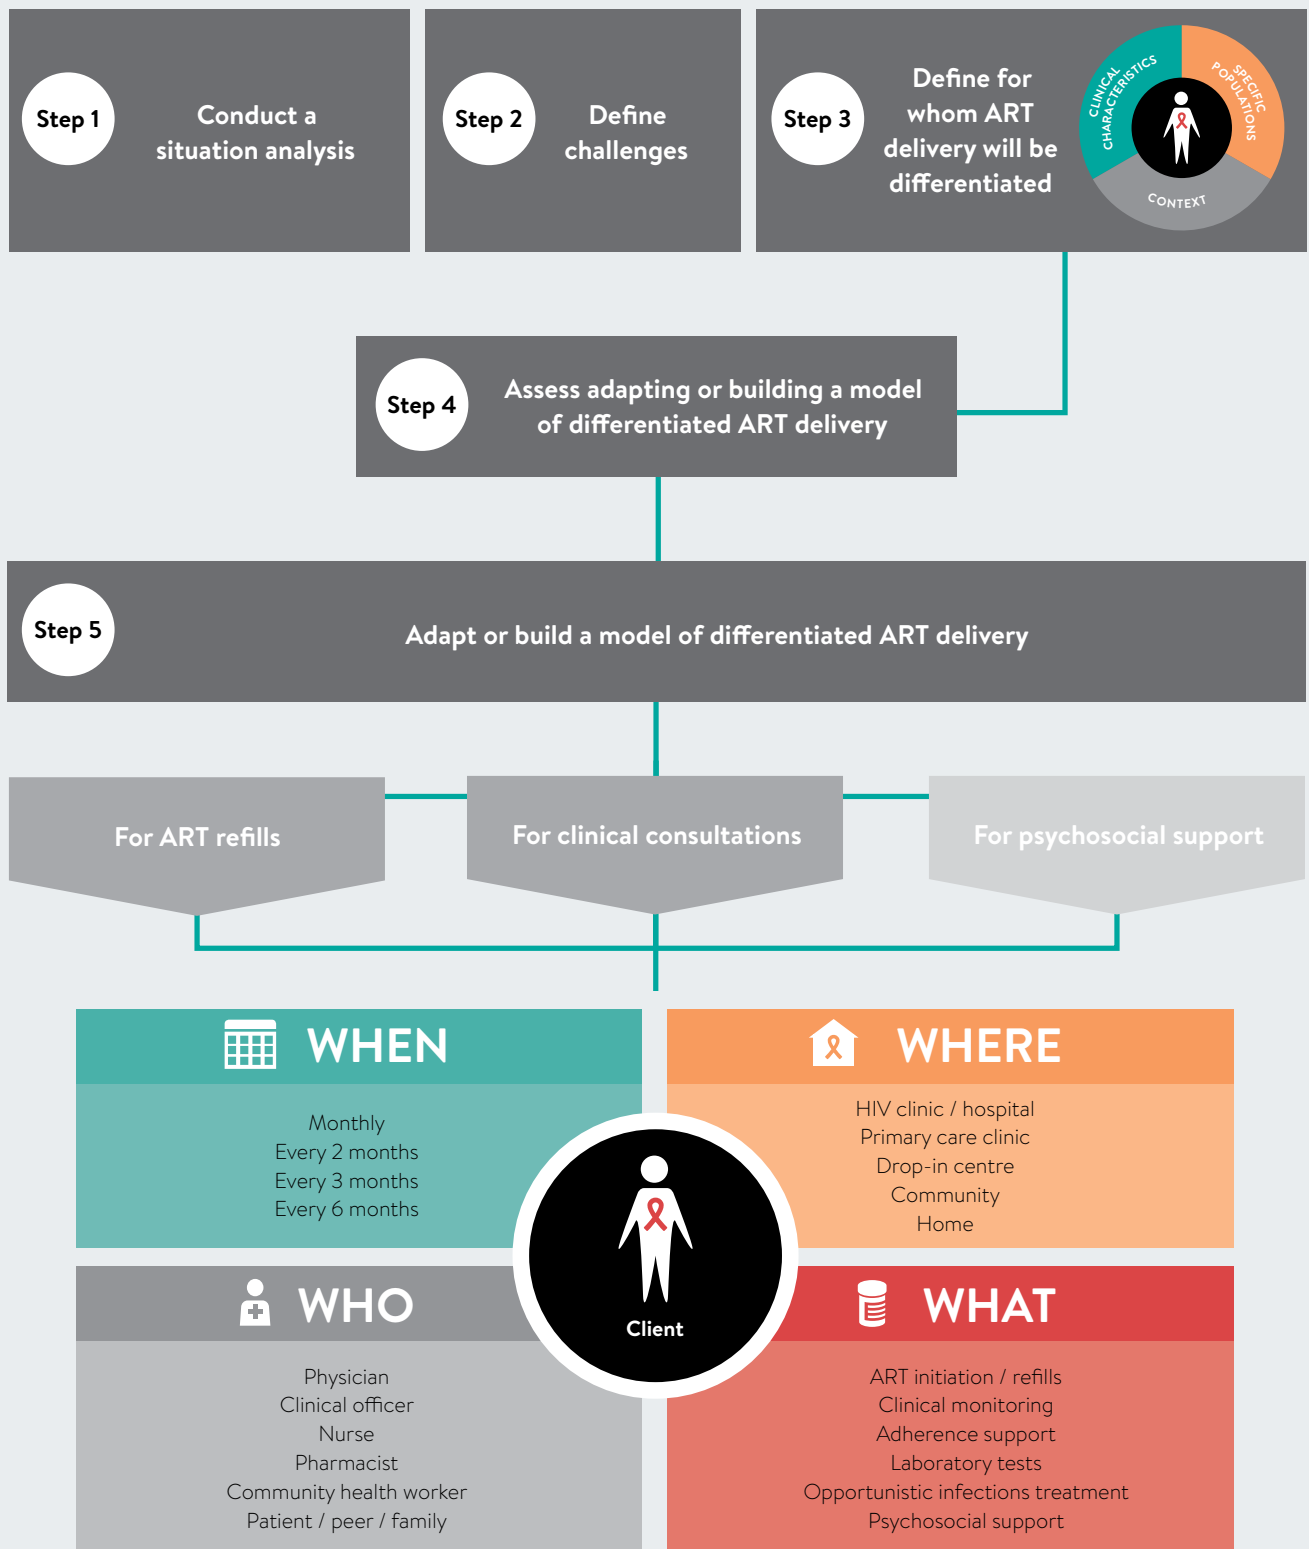 Step 1
Conduct a
situation analysis
Step 2
Define
challenges
Step 3
Define for
whom ART
delivery will be
differentiated
CLINICAL
CHARACTERISTICS
SPECIFIC
POPULATIONS
CONTEXT
Step 4
Assess adapting or building a model
of differentiated ART delivery
Step 5
Adapt or build a model of differentiated ART delivery
For ART refills
For clinical consultations
For psychosocial support
WHEN
Monthly
Every 2 months
Every 3 months
Every 6 months
WHERE
HIV clinic / hospital
Primary care clinic
Drop-in centre
Community
Home
Client
WHO
Physician
Clinical officer
Nurse
Pharmacist
Community health worker
Patient / peer / family
WHAT
ART initiation / refills
Clinical monitoring
Adherence support
Laboratory tests
Opportunistic infections treatment
Psychosocial support